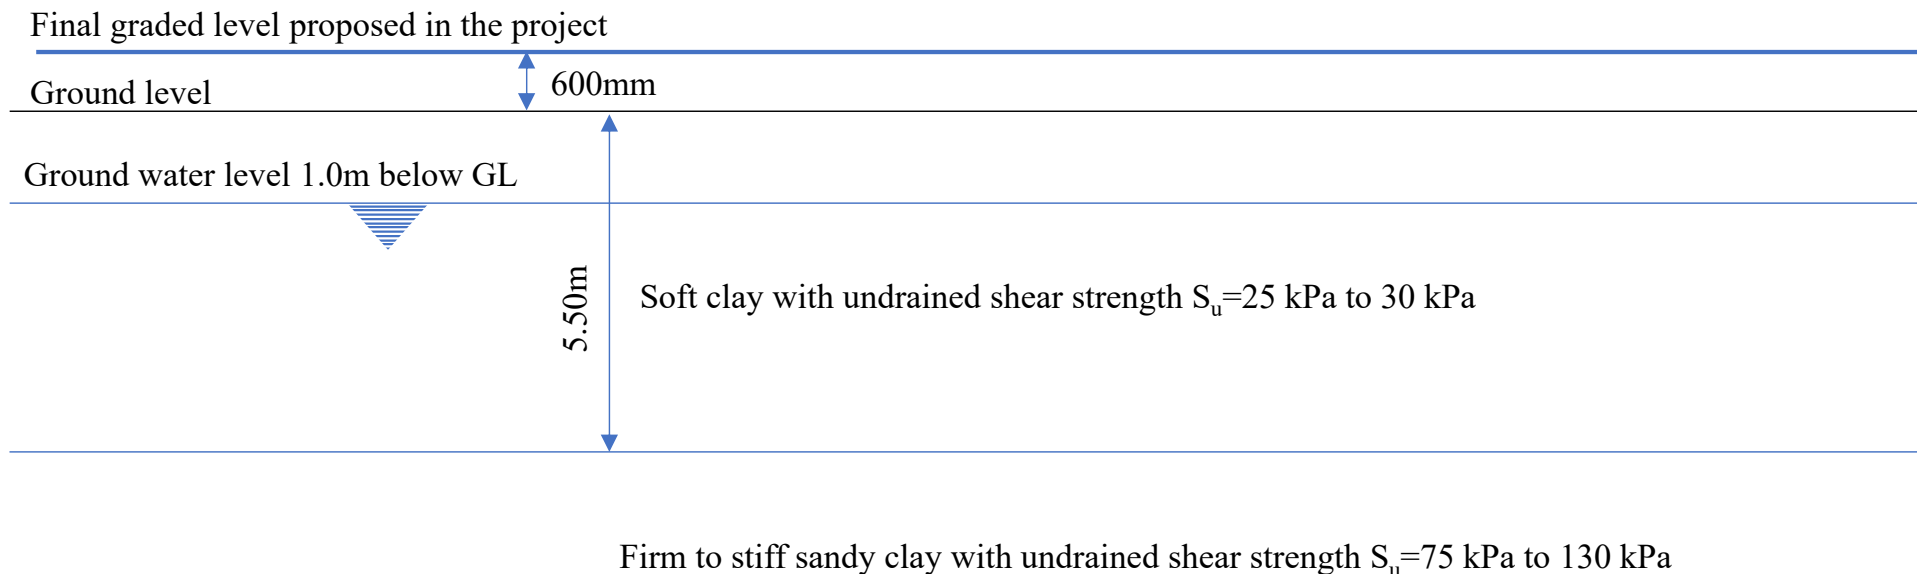 Final graded level proposed in the project
600mm
Ground level
Ground water level 1.0m below GL
5.50m
Soft clay with undrained shear strength Su=25 kPa to 30 kPa
Firm to stiff sandy clay with undrained shear strength Su=75 kPa to 130 kPa